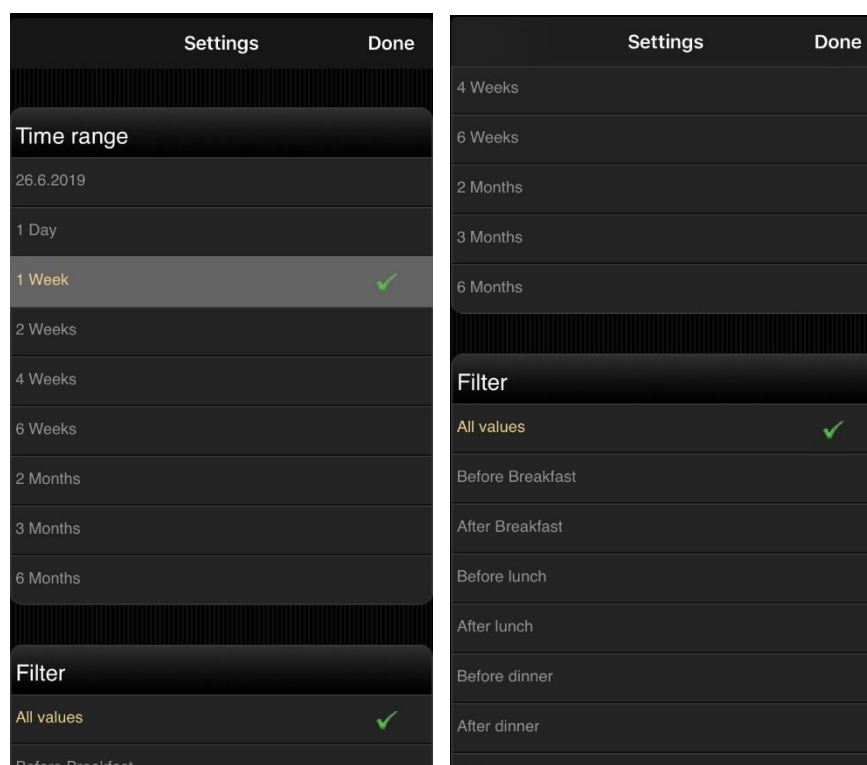 Settings Done
Time range
26.6.2019
1 Day
1 Week
2 Weeks
4 Weeks
6 Weeks
2 Months
3 Months
6 Months
Filter
All values
Before Breakfast
Settings Done
4 Weeks
6 Weeks
2 Months
3 Months
6 Months
Filter
All values
Before Breakfast
After Breakfast
Before lunch
After lunch
Before dinner
After dinner